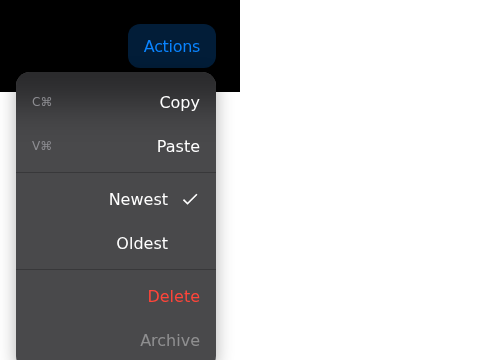 Actions
Copy C⌘
Paste V⌘
Newest
Oldest
Delete
Archive